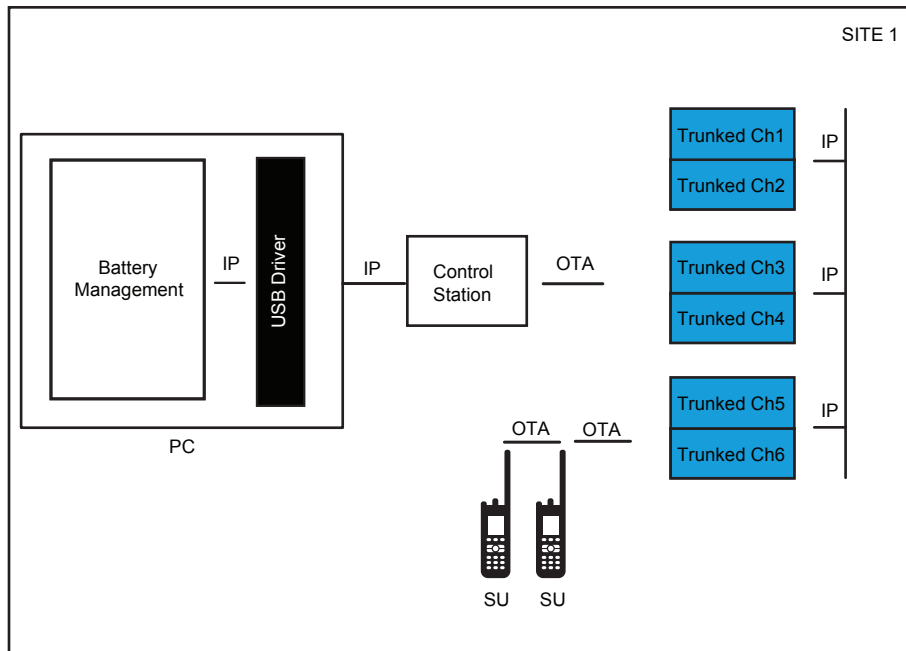 SITE 1
Trunked Ch1
IP
Trunked Ch2
Battery
Management
IP
USB Driver
IP
Control
Station
OTA
Trunked Ch3
IP
Trunked Ch4
PC
OTA
OTA
Trunked Ch5
IP
Trunked Ch6
SU
SU